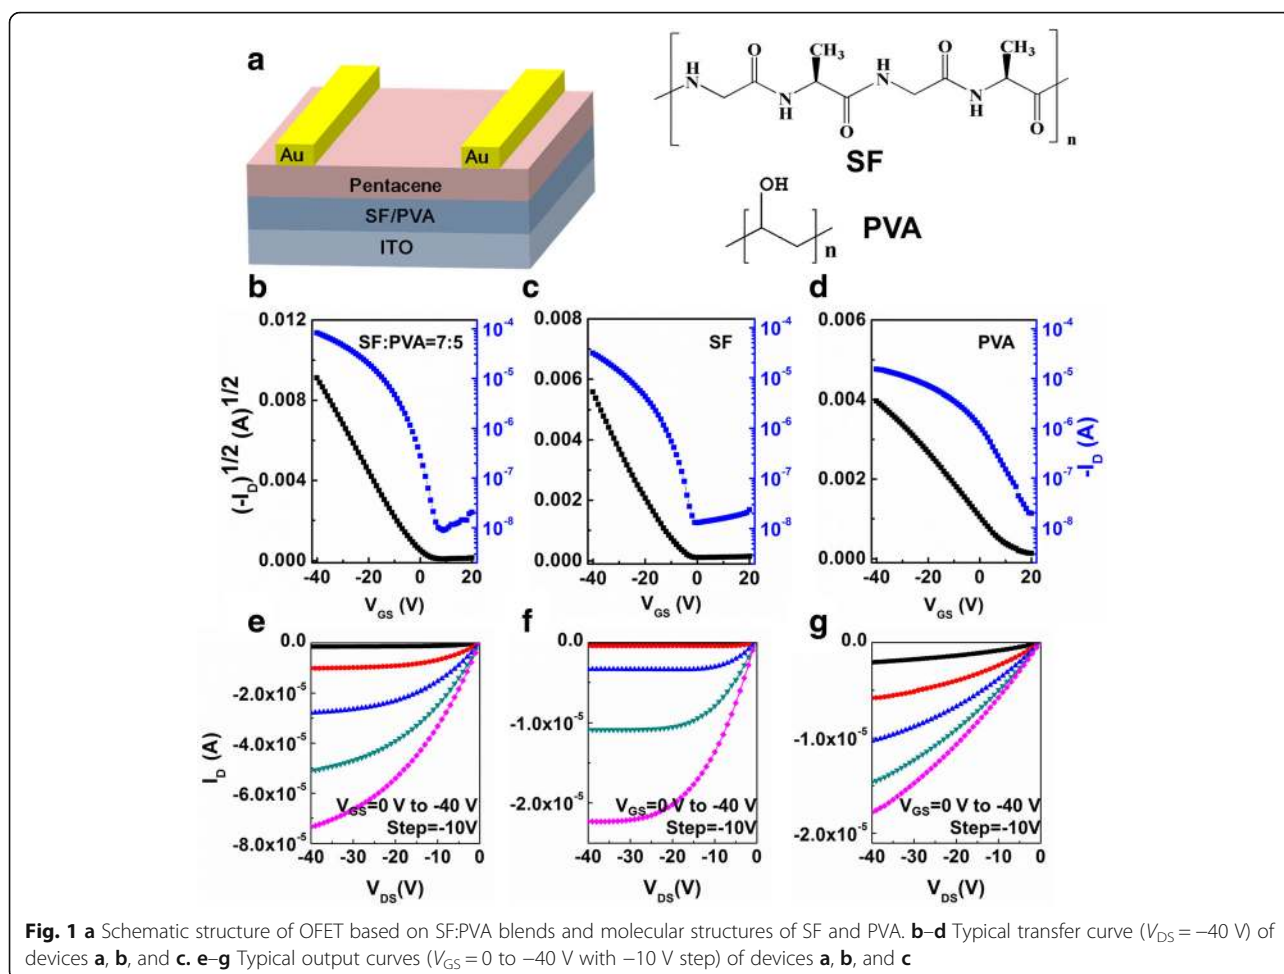 a
Au
Au
Pentacene
SF/PVA
ITO
H
N
O
N
H
CH3
O
H
N
O
N
H
CH3
O
n
SF
OH
n
PVA
b
SF:PVA=7:5
0.012
0.008
0.004
0.000
(-ID)1/2 (A)1/2
10-4
10-5
10-6
10-7
10-8
-40
-20
0
20
VGS (V)
c
SF
0.008
0.006
0.004
0.002
0.000
10-4
10-5
10-6
10-7
10-8
-40
-20
0
20
VGS (V)
d
PVA
0.006
0.004
0.002
0.000
10-4
10-5
10-6
10-7
10-8
-ID (A)
-40
-20
0
20
VGS (V)
e
0.0
-2.0x10-5
-4.0x10-5
-6.0x10-5
-8.0x10-5
ID (A)
VGS=0 V to -40 V
Step=-10V
-40
-30
-20
-10
0
VDS(V)
f
0.0
-1.0x10-5
-2.0x10-5
VGS=0 V to -40 V
Step=-10V
-40
-30
-20
-10
0
VDS(V)
g
0.0
-1.0x10-5
-2.0x10-5
VGS=0 V to -40 V
Step=-10V
-40
-30
-20
-10
0
VDS(V)
Fig. 1 a Schematic structure of OFET based on SF:PVA blends and molecular structures of SF and PVA. b–d Typical transfer curve (VDS = −40 V) of
devices a, b, and c. e–g Typical output curves (VGS = 0 to −40 V with −10 V step) of devices a, b, and c